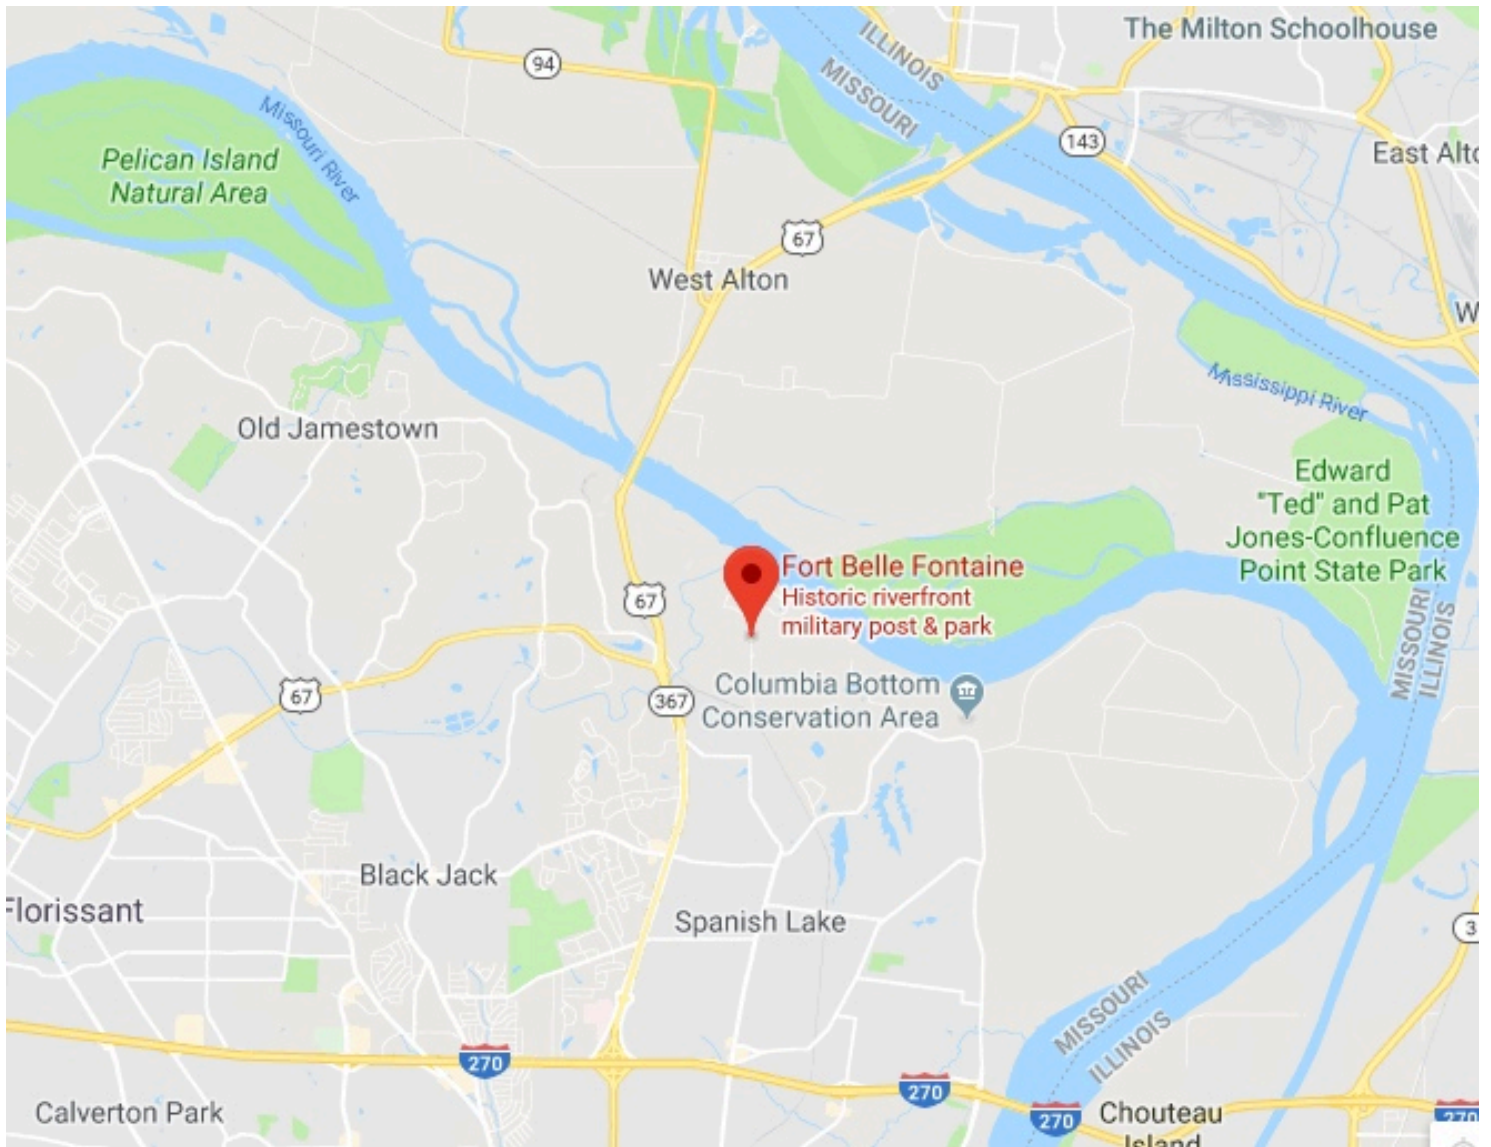 The Milton Schoolhouse
ILLINOIS
MISSOURI
94
143
East Alt
Missouri River
Pelican Island
Natural Area
67
West Alton
W
Mississippi River
Old Jamestown
Edward
"Ted" and Pat
Jones-Confluence
Point State Park
Fort Belle Fontaine
Historic riverfront
military post & park
67
MISSOURI
ILLINOIS
Columbia Bottom
Conservation Area
67
367
Black Jack
Florissant
Spanish Lake
3
MISSOURI
ILLINOIS
270
270
270
270
Calverton Park
Chouteau
Island